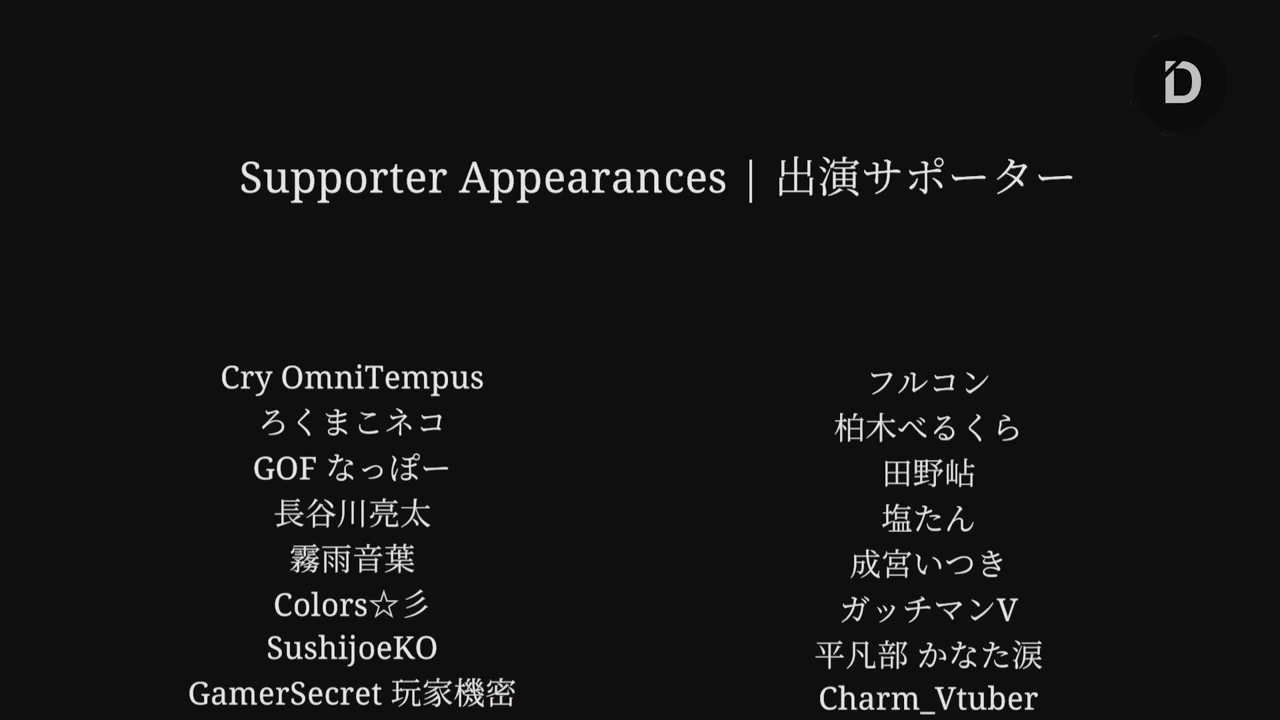 D
Supporter Appearances | 出演サポーター
Cry OmniTempus
ろくまこネコ
GOF なっぽー
長谷川亮太
霧雨音葉
Colors☆彡
SushijoeKO
GamerSecret 玩家機密
フルコン
柏木べるくら
田野帖
塩たん
成宮いつき
ガッチマンV
平凡部 かなた涙
Charm_Vtuber